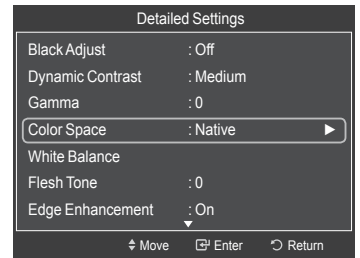 Detailed Settings
Black Adjust : Off
Dynamic Contrast : Medium
Gamma : 0
Color Space : Native
White Balance
Flesh Tone : 0
Edge Enhancement : On
Move Enter Return